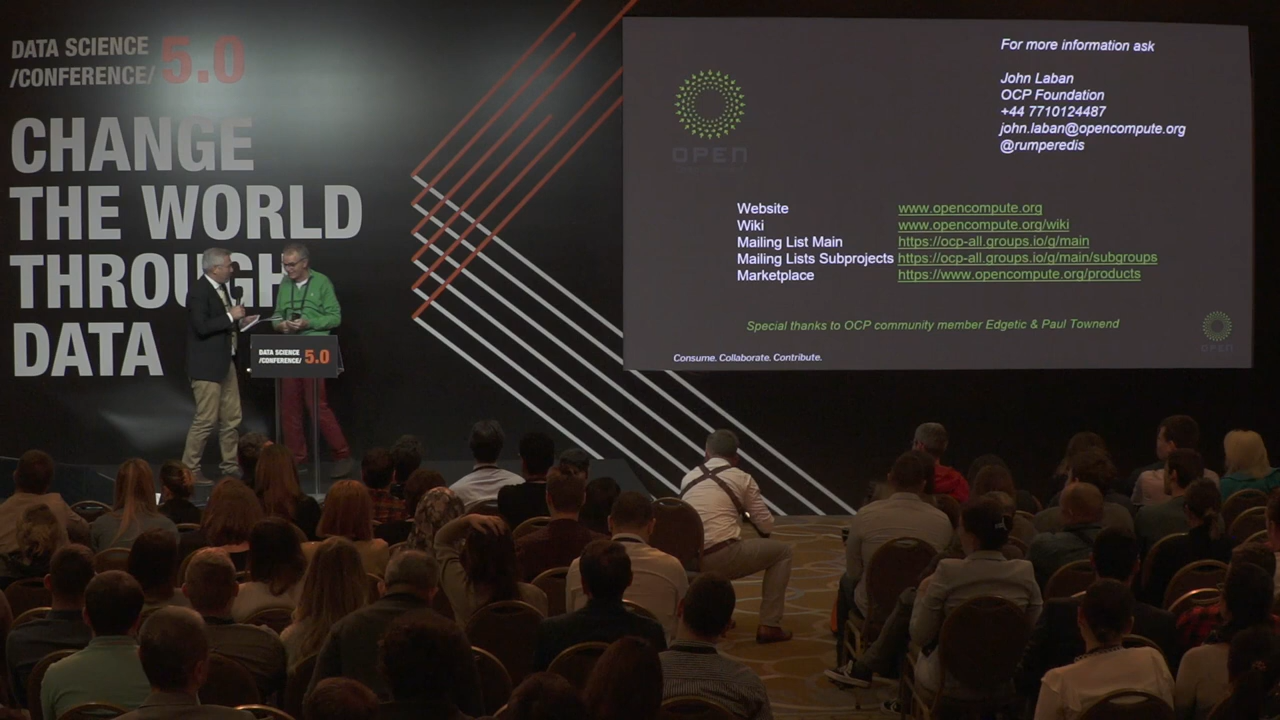 DATA SCIENCE
/CONFERENCE/ 5.0
CHANGE
THE WORLD
THROUGH
DATA
DATA SCIENCE
/CONFERENCE/ 5.0
For more information ask
John Laban
OCP Foundation
+44 7710124487
john.laban@opencompute.org
@rumperedis
OPEN
Website www.opencompute.org
Wiki www.opencompute.org/wiki
Mailing List Main https://ocp-all.groups.io/g/main
Mailing Lists Subprojects https://ocp-all.groups.io/g/main/subgroups
Marketplace https://www.opencompute.org/products
Special thanks to OCP community member Edgetic & Paul Townend
Consume. Collaborate. Contribute.
OPEN